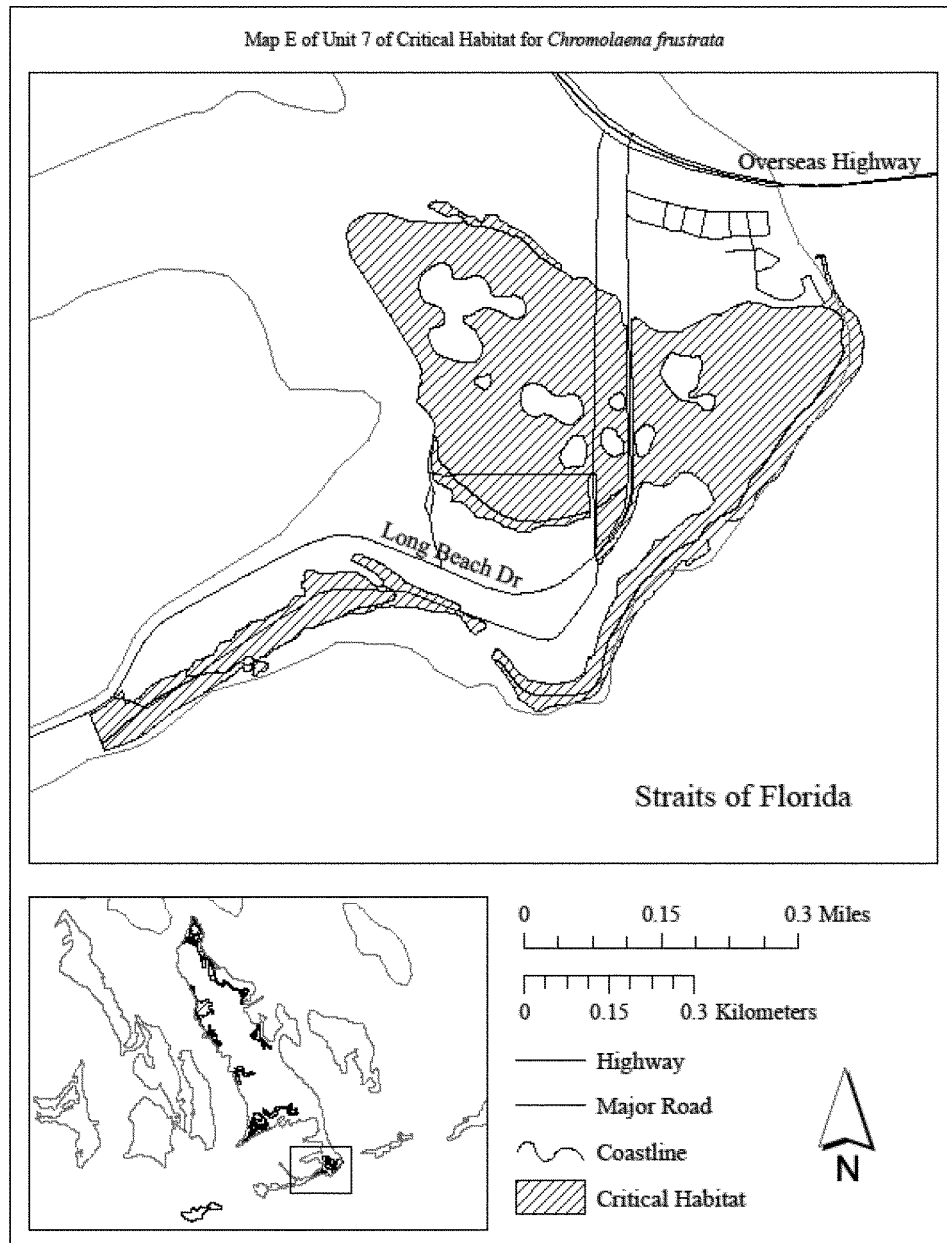 Map E of Unit 7 of Critical Habitat for Chromolaena frustrata
Overseas Highway
Long Beach Dr
Straits of Florida
0 0.15 0.3 Miles
0 0.15 0.3 Kilometers
Highway
Major Road
Coastline
Critical Habitat
N